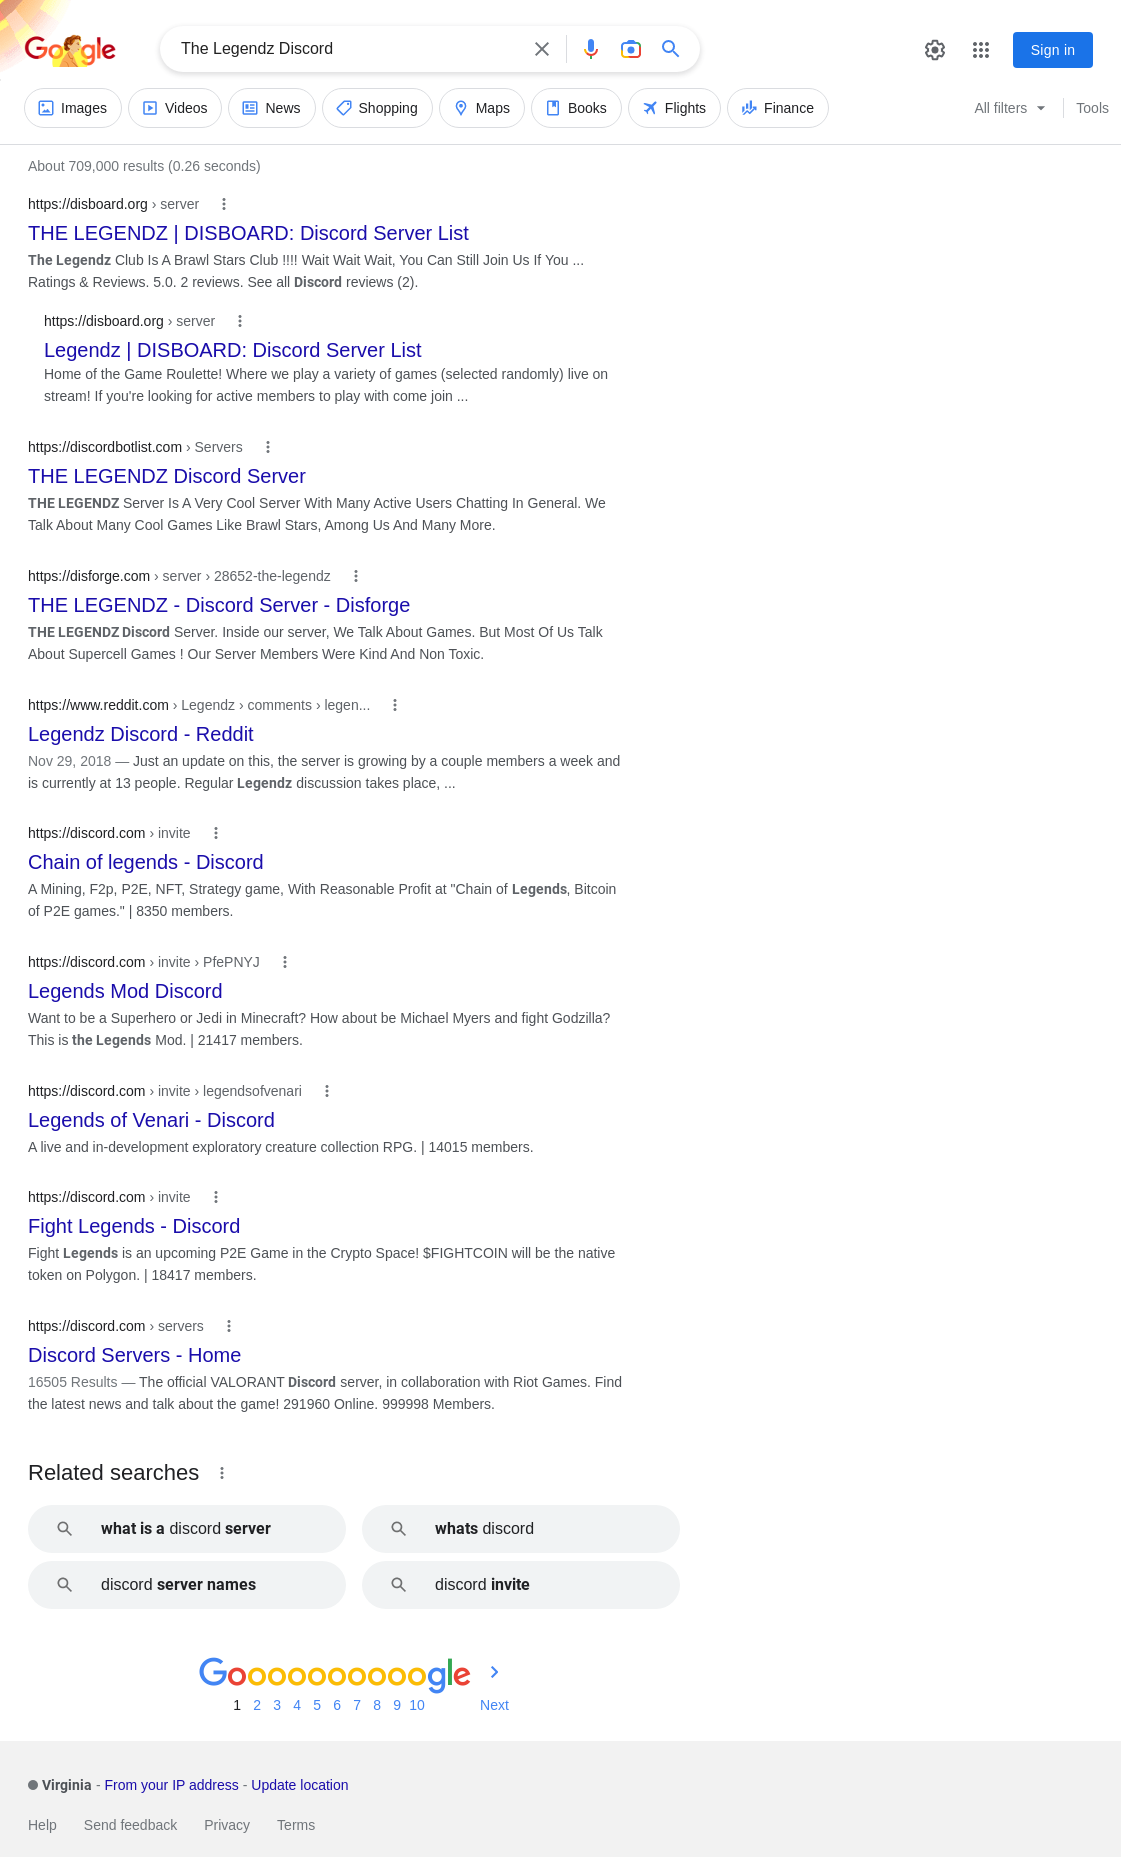 Google
The Legendz Discord
Sign in
Images
Videos
News
Shopping
Maps
Books
Flights
Finance
All filters
Tools
About 709,000 results (0.26 seconds)
https://disboard.org › server
THE LEGENDZ | DISBOARD: Discord Server List
The Legendz Club Is A Brawl Stars Club !!!! Wait Wait Wait, You Can Still Join Us If You ...
Ratings & Reviews. 5.0. 2 reviews. See all Discord reviews (2).
https://disboard.org › server
Legendz | DISBOARD: Discord Server List
Home of the Game Roulette! Where we play a variety of games (selected randomly) live on
stream! If you're looking for active members to play with come join ...
https://discordbotlist.com › Servers
THE LEGENDZ Discord Server
THE LEGENDZ Server Is A Very Cool Server With Many Active Users Chatting In General. We
Talk About Many Cool Games Like Brawl Stars, Among Us And Many More.
https://disforge.com › server › 28652-the-legendz
THE LEGENDZ - Discord Server - Disforge
THE LEGENDZ Discord Server. Inside our server, We Talk About Games. But Most Of Us Talk
About Supercell Games ! Our Server Members Were Kind And Non Toxic.
https://www.reddit.com › Legendz › comments › legen...
Legendz Discord - Reddit
Nov 29, 2018 — Just an update on this, the server is growing by a couple members a week and
is currently at 13 people. Regular Legendz discussion takes place, ...
https://discord.com › invite
Chain of legends - Discord
A Mining, F2p, P2E, NFT, Strategy game, With Reasonable Profit at "Chain of Legends, Bitcoin
of P2E games." | 8350 members.
https://discord.com › invite › PfePNYJ
Legends Mod Discord
Want to be a Superhero or Jedi in Minecraft? How about be Michael Myers and fight Godzilla?
This is the Legends Mod. | 21417 members.
https://discord.com › invite › legendsofvenari
Legends of Venari - Discord
A live and in-development exploratory creature collection RPG. | 14015 members.
https://discord.com › invite
Fight Legends - Discord
Fight Legends is an upcoming P2E Game in the Crypto Space! $FIGHTCOIN will be the native
token on Polygon. | 18417 members.
https://discord.com › servers
Discord Servers - Home
16505 Results — The official VALORANT Discord server, in collaboration with Riot Games. Find
the latest news and talk about the game! 291960 Online. 999998 Members.
Related searches
what is a discord server
whats discord
discord server names
discord invite
Goooooooooogle
1 2 3 4 5 6 7 8 9 10 Next
Virginia - From your IP address - Update location
Help Send feedback Privacy Terms